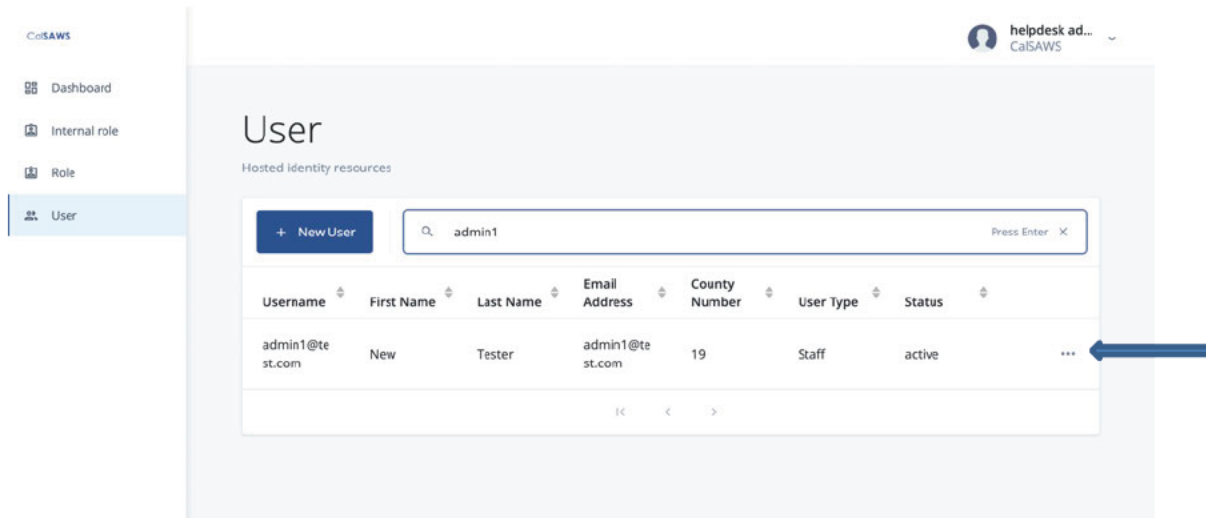 CalSAWS
helpdesk ad...
CalSAWS
Dashboard
Internal role
Role
User
User
Hosted identity resources
+ New User
admin1
Press Enter ×
Username First Name Last Name Email Address County Number User Type Status
admin1@te
st.com
New
Tester
admin1@te
st.com
19
Staff
active